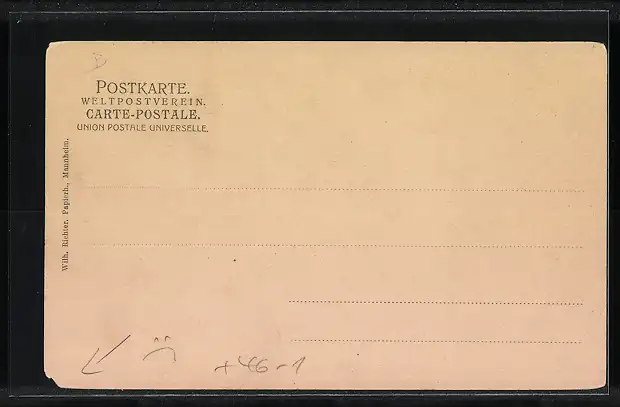 POSTKARTE.
WELTPOSTVEREIN.
CARTE-POSTALE.
UNION POSTALE UNIVERSELLE.
Wilh. Richter, Papierh., Mannheim.
+46-1